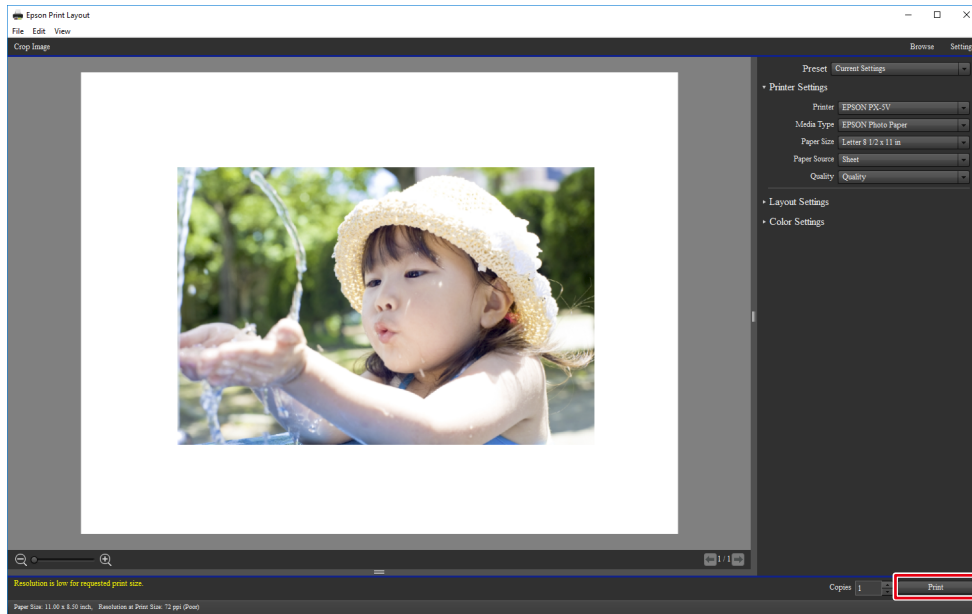 Epson Print Layout
File Edit View
Crop Image
Browse Setting
Preset Current Settings
Printer Settings
Printer EPSON PX-5V
Media Type EPSON Photo Paper
Paper Size Letter 8 1/2 x 11 in
Paper Source Sheet
Quality Quality
Layout Settings
Color Settings
1 / 1
Resolution is low for requested print size.
Copies 1 Print
Paper Size: 11.00 x 8.50 inch, Resolution at Print Size: 72 ppi (Poor)